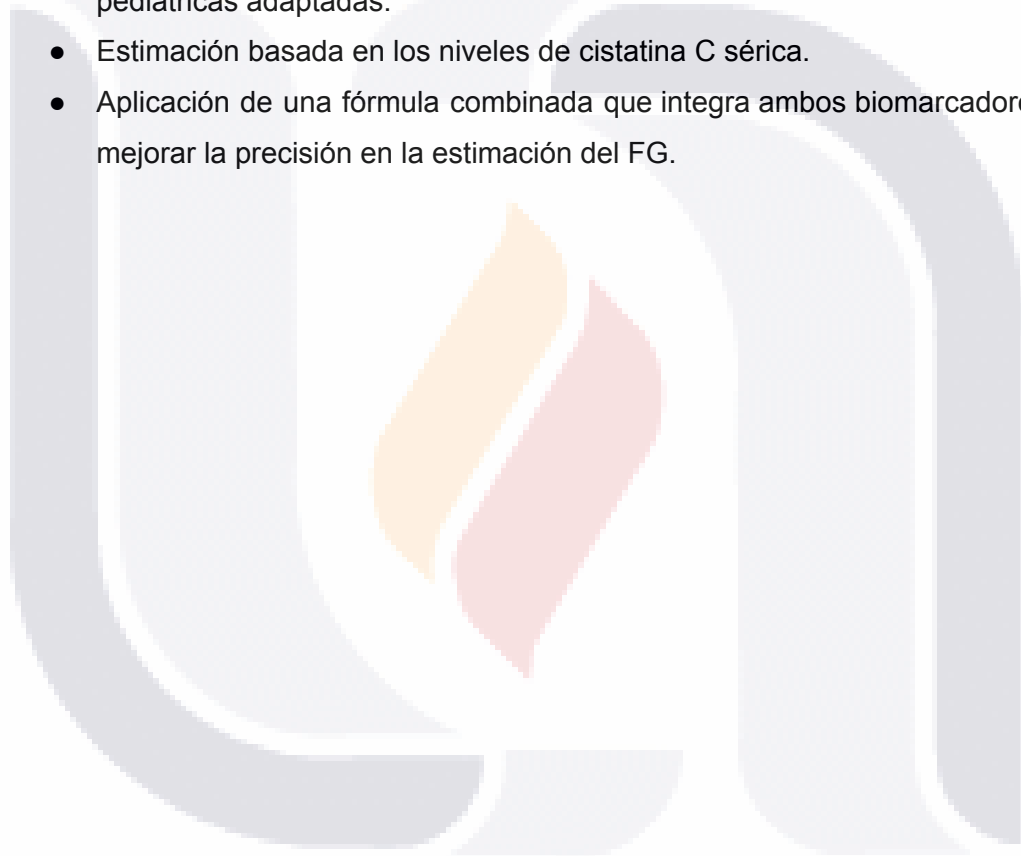 pediátricas adaptadas.
● Estimación basada en los niveles de cistatina C sérica.
● Aplicación de una fórmula combinada que integra ambos
mejorar la precisión en la estimación del FG.